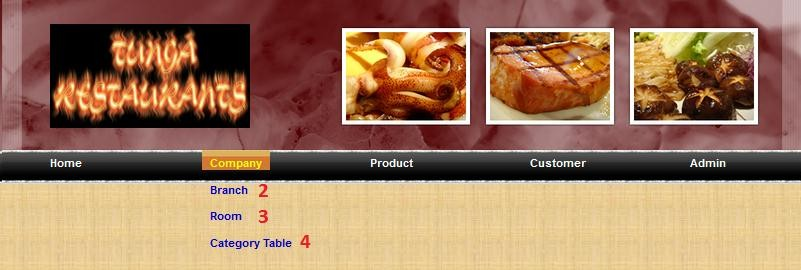 TUNGA
RESTAURANTS
Home Company Product Customer Admin
Branch 2
Room 3
Category Table 4